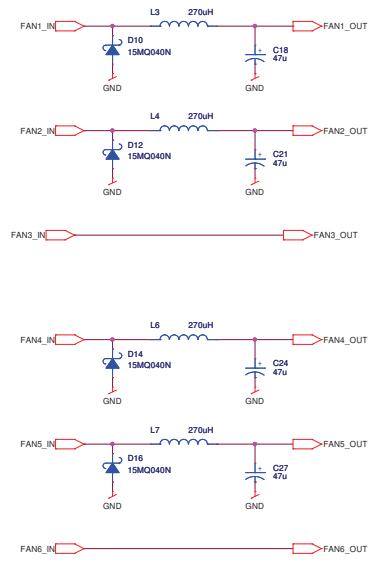 L3 270uH
FAN1_IN FAN1_OUT
D10
15MQ040N
C18
47u
GND GND
L4 270uH
FAN2_IN FAN2_OUT
D12
15MQ040N
C21
47u
GND GND
FAN3_IN FAN3_OUT
L6 270uH
FAN4_IN FAN4_OUT
D14
15MQ040N
C24
47u
GND GND
L7 270uH
FAN5_IN FAN5_OUT
D16
15MQ040N
C27
47u
GND GND
FAN6_IN FAN6_OUT